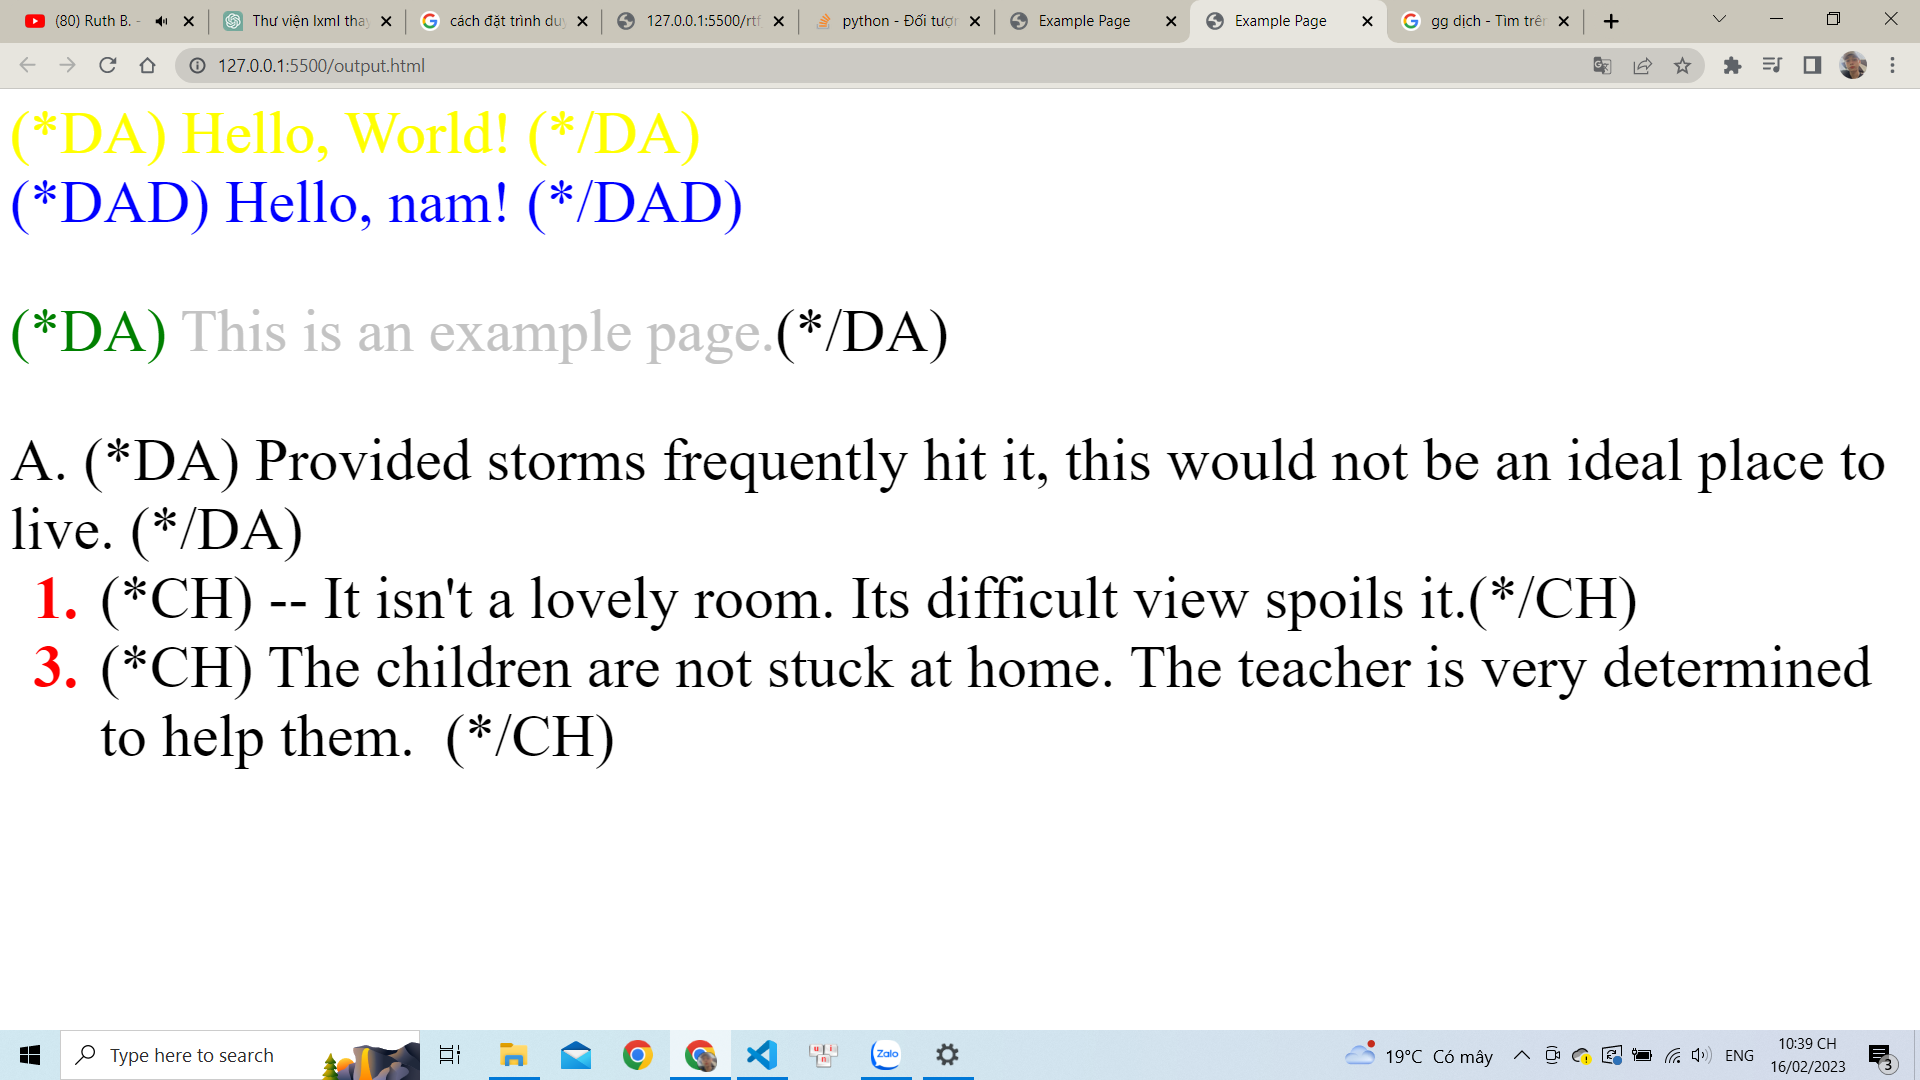 (80) Ruth B. -
Thư viện lxml tha
cách đặt trình du
127.0.0.1:5500/rtf
python - Đối tượ
Example Page
Example Page
gg dịch - Tìm trê
127.0.0.1:5500/output.html
(*DA) Hello, World! (*/DA)
(*DAD) Hello, nam! (*/DAD)
(*DA) This is an example page.(*/DA)
A. (*DA) Provided storms frequently hit it, this would not be an ideal place to
live. (*/DA)
1. (*CH) -- It isn't a lovely room. Its difficult view spoils it.(*/CH)
3. (*CH) The children are not stuck at home. The teacher is very determined
to help them. (*/CH)
Type here to search
Zalo
19°C Có mây
ENG
10:39 CH
16/02/2023
3